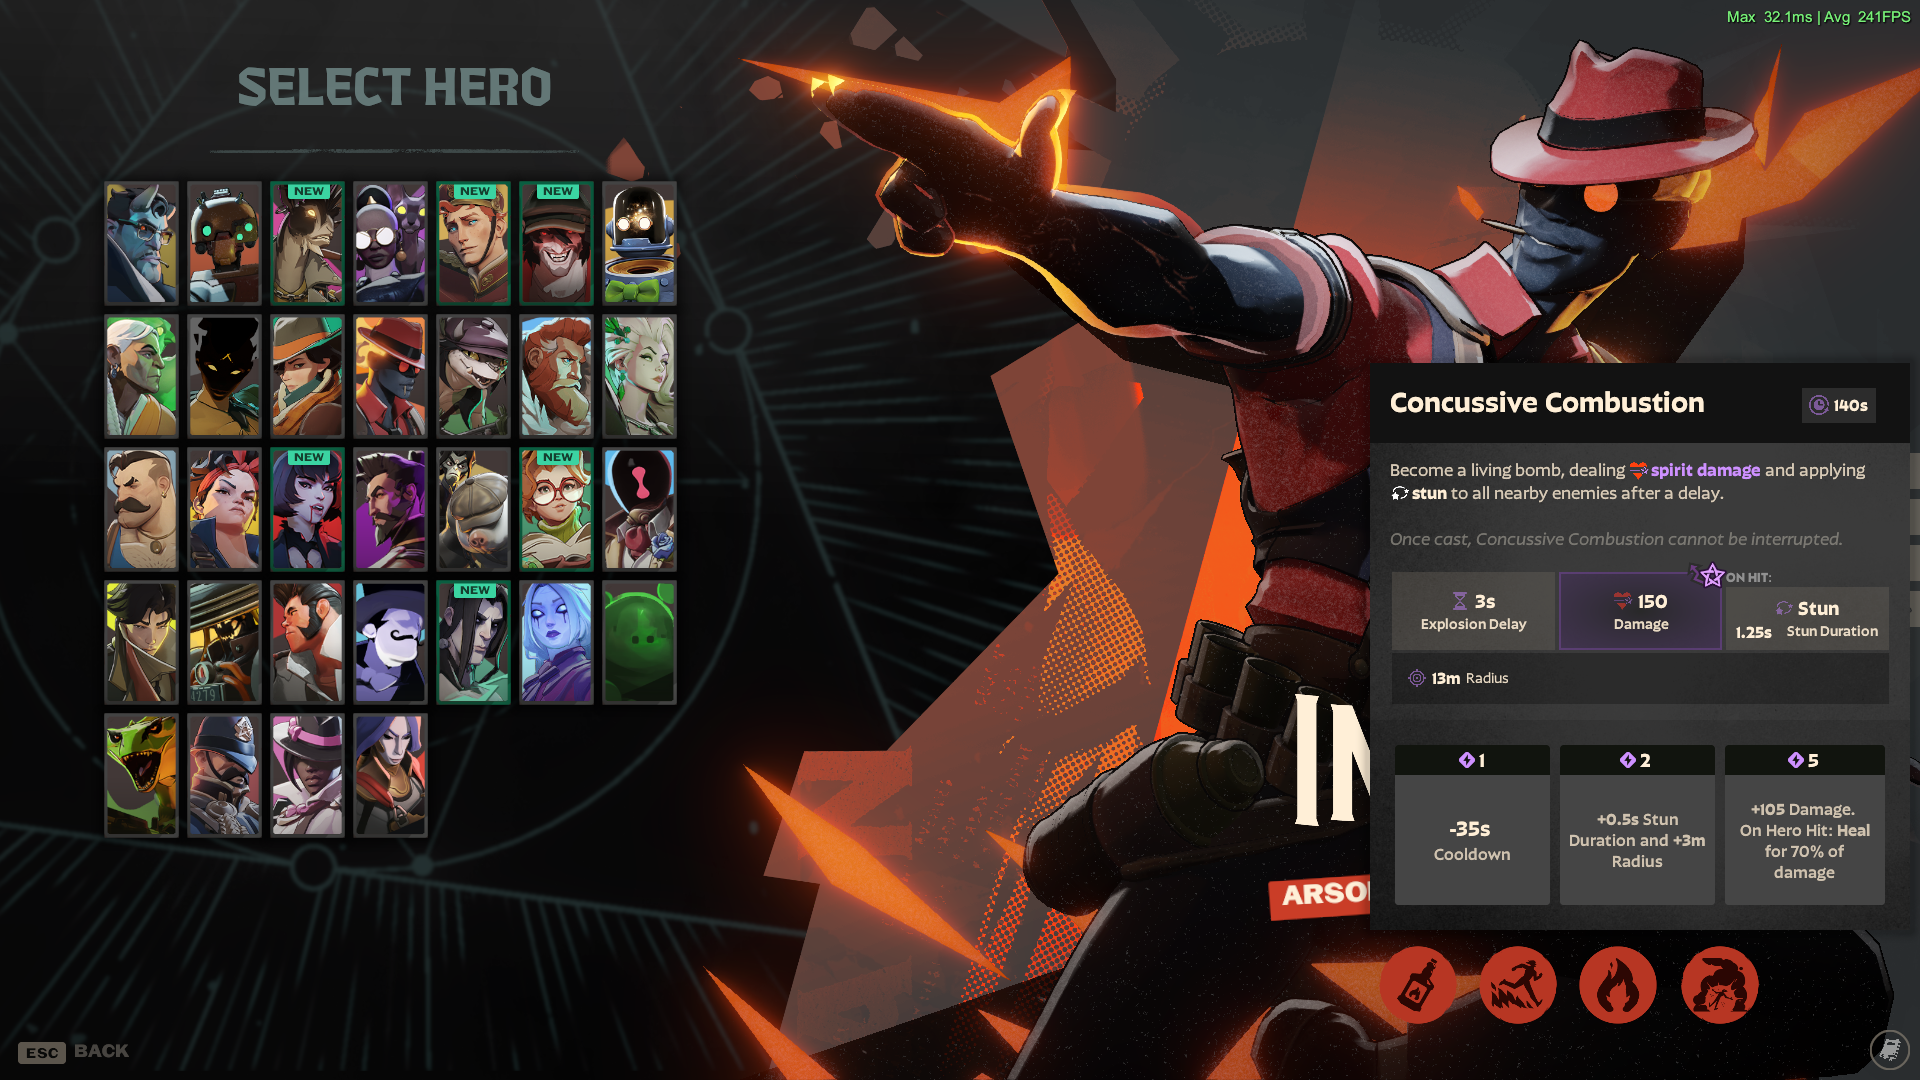 Max 32.1ms | Avg 241FPS
SELECT HERO
NEW
NEW
NEW
NEW
NEW
NEW
1279
Concussive Combustion
140s
Become a living bomb, dealing spirit damage and applying
stun to all nearby enemies after a delay.
Once cast, Concussive Combustion cannot be interrupted.
3s
Explosion Delay
150
Damage
ON HIT:
Stun
1.25s Stun Duration
13m Radius
1
-35s
Cooldown
2
+0.5s Stun
Duration and +3m
Radius
5
+105 Damage.
On Hero Hit: Heal
for 70% of
damage
IN
ARSO
ESC BACK